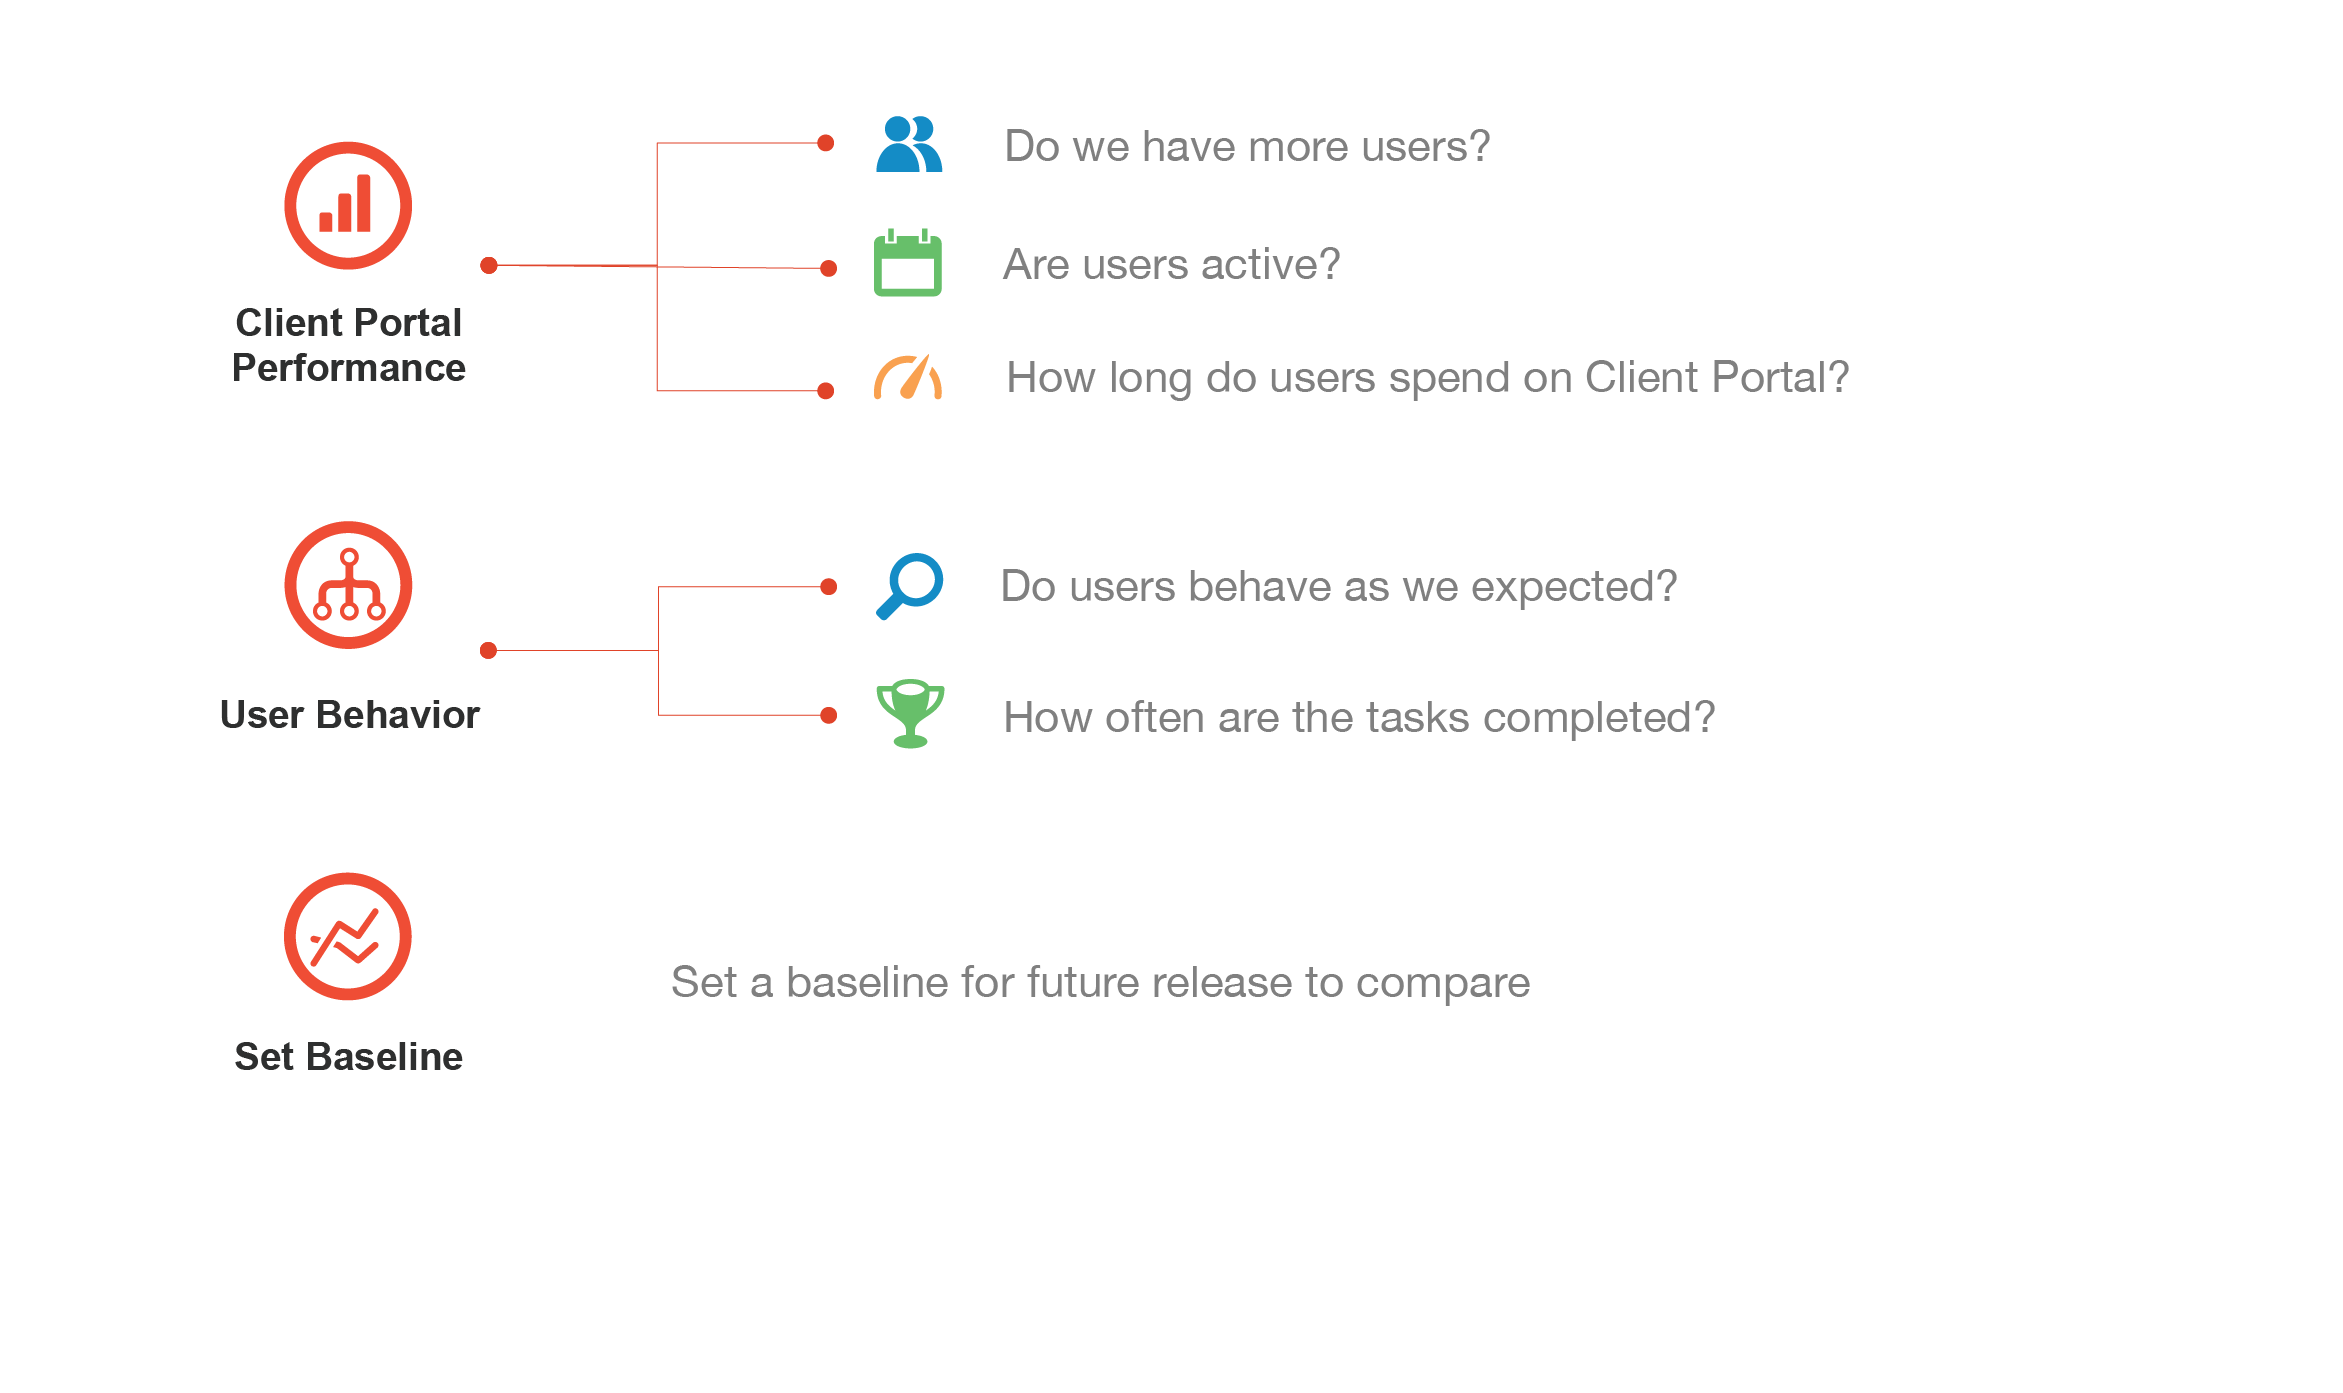 Do we have more users?
Are users active?
Client Portal
Performance
How long do users spend on Client Portal?
Do users behave as we expected?
User Behavior
How often are the tasks completed?
Set a baseline for future release to compare
Set Baseline